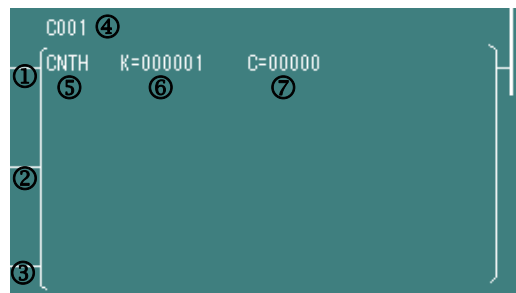 C001 ④
① CNTH K=000001 C=00000
⑤ ⑥ ⑦
②
③